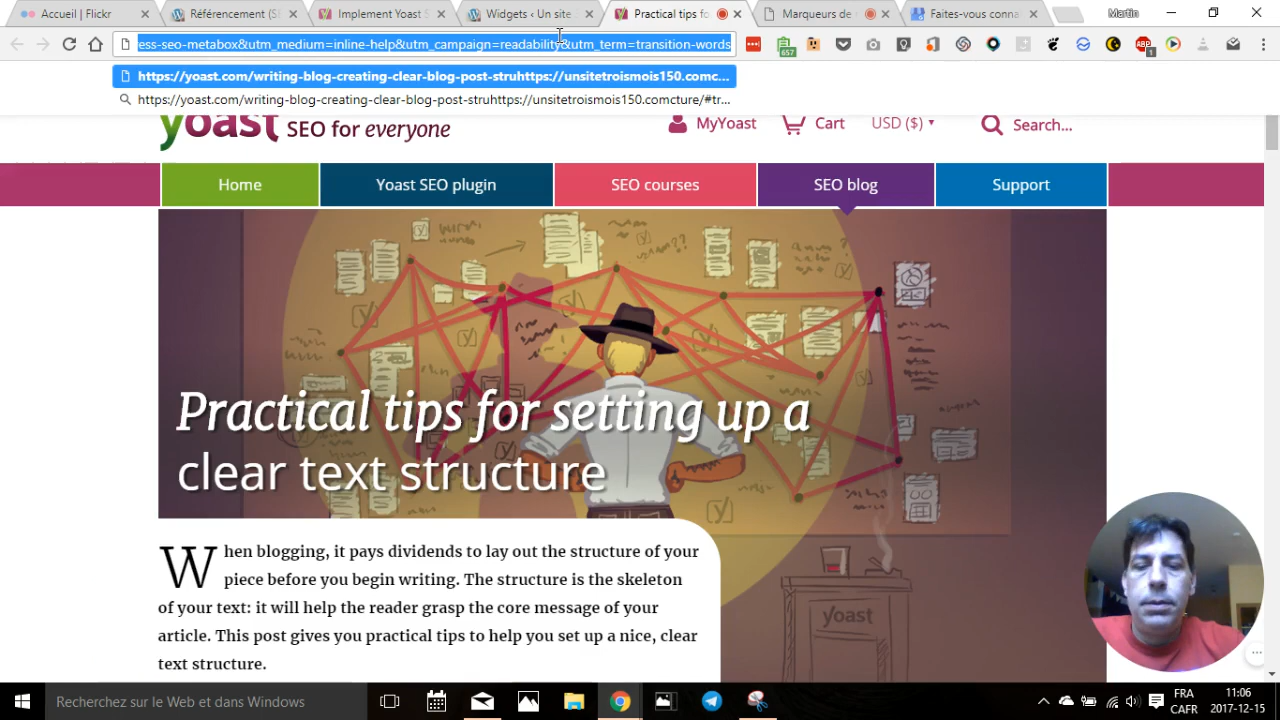 Accueil | Flickr
Référencement (S
Implement Yoast S
Widgets ‹ Un site
Practical tips fo
Marqueurs de
Faites-vous conna
Martin
ess-seo-metabox&utm_medium=inline-help&utm_campaign=readability&utm_term=transition-words
657
ABP
1
https://yoast.com/writing-blog-creating-clear-blog-post-struhttps://unsitetroismois150.comc...
https://yoast.com/writing-blog-creating-clear-blog-post-struhttps://unsitetroismois150.comcture/#tr...
yoast SEO for everyone
MyYoast
Cart
USD ($)
Search...
Home
Yoast SEO plugin
SEO courses
SEO blog
Support
Practical tips for setting up a
clear text structure
When blogging, it pays dividends to lay out the structure of your
piece before you begin writing. The structure is the skeleton
of your text: it will help the reader grasp the core message of your
article. This post gives you practical tips to help you set up a nice, clear
text structure.
yoast
Recherchez sur le Web et dans Windows
FRA
CAFR
11:06
2017-12-15